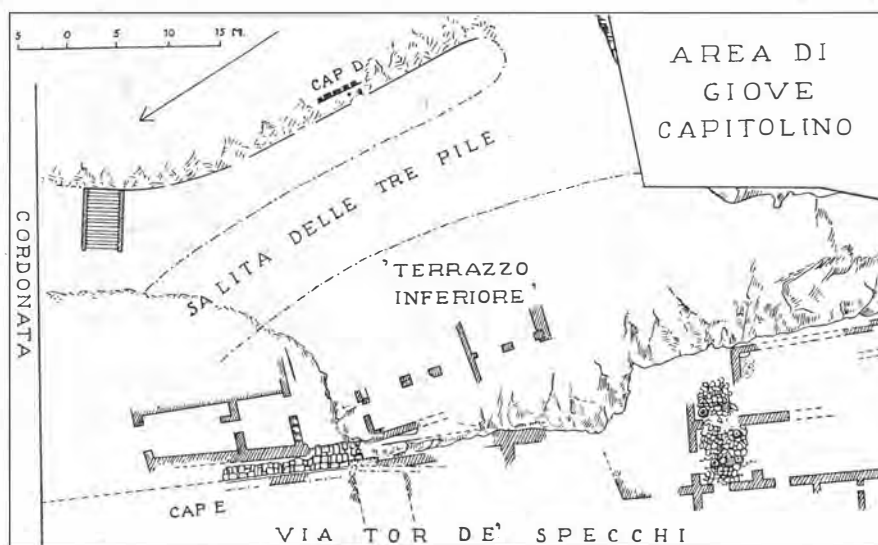 5 0 5 10 15 M.
CAP D
AREA DI
GIOVE
CAPITOLINO
SALITA DELLE TRE PILE
'TERRAZZO
INFERIORE'
CORDONATA
CAP E
VIA TOR DE' SPECCHI